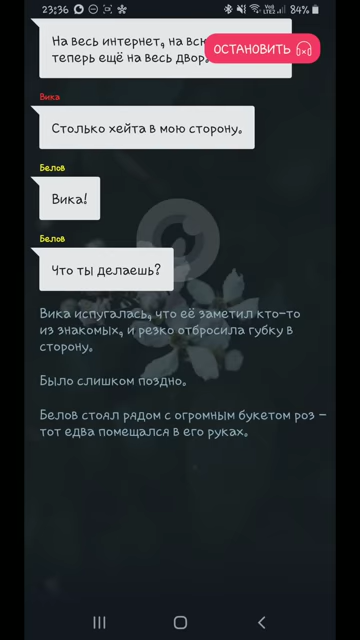 23:36
VoD
LTE2
84%
На весь интернет, на вс
теперь ещё на весь двор
ОСТАНОВИТЬ
Вика
Столько хейта в мою сторону.
Белов
Вика!
Белов
Что ты делаешь?
Вика испугалась, что её заметил кто-то
из знакомых, и резко отбросила губку в
сторону.
Было слишком поздно.
Белов стоял рядом с огромным букетом роз –
тот едва помещался в его руках.